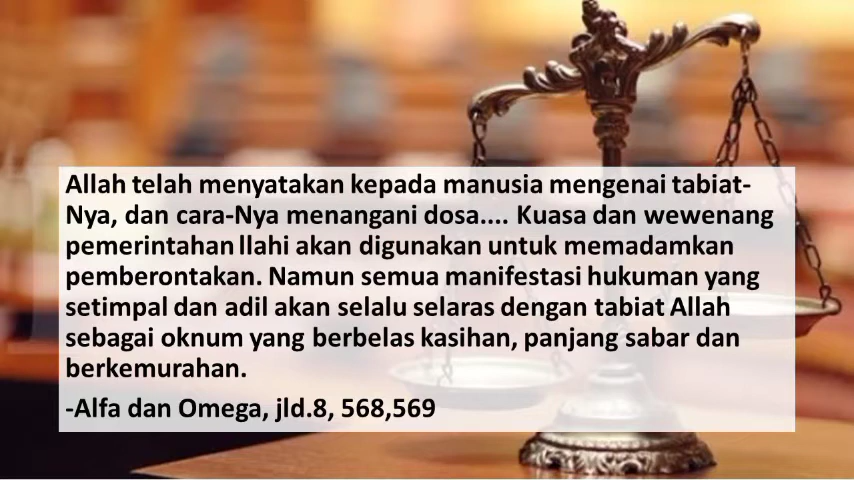 Allah telah menyatakan kepada manusia mengenai tabiat-
Nya, dan cara-Nya menangani dosa.... Kuasa dan wewenang
pemerintahan llahi akan digunakan untuk memadamkan
pemberontakan. Namun semua manifestasi hukuman yang
setimpal dan adil akan selalu selaras dengan tabiat Allah
sebagai oknum yang berbelas kasihan, panjang sabar dan
berkemurahan.
-Alfa dan Omega, jld.8, 568,569